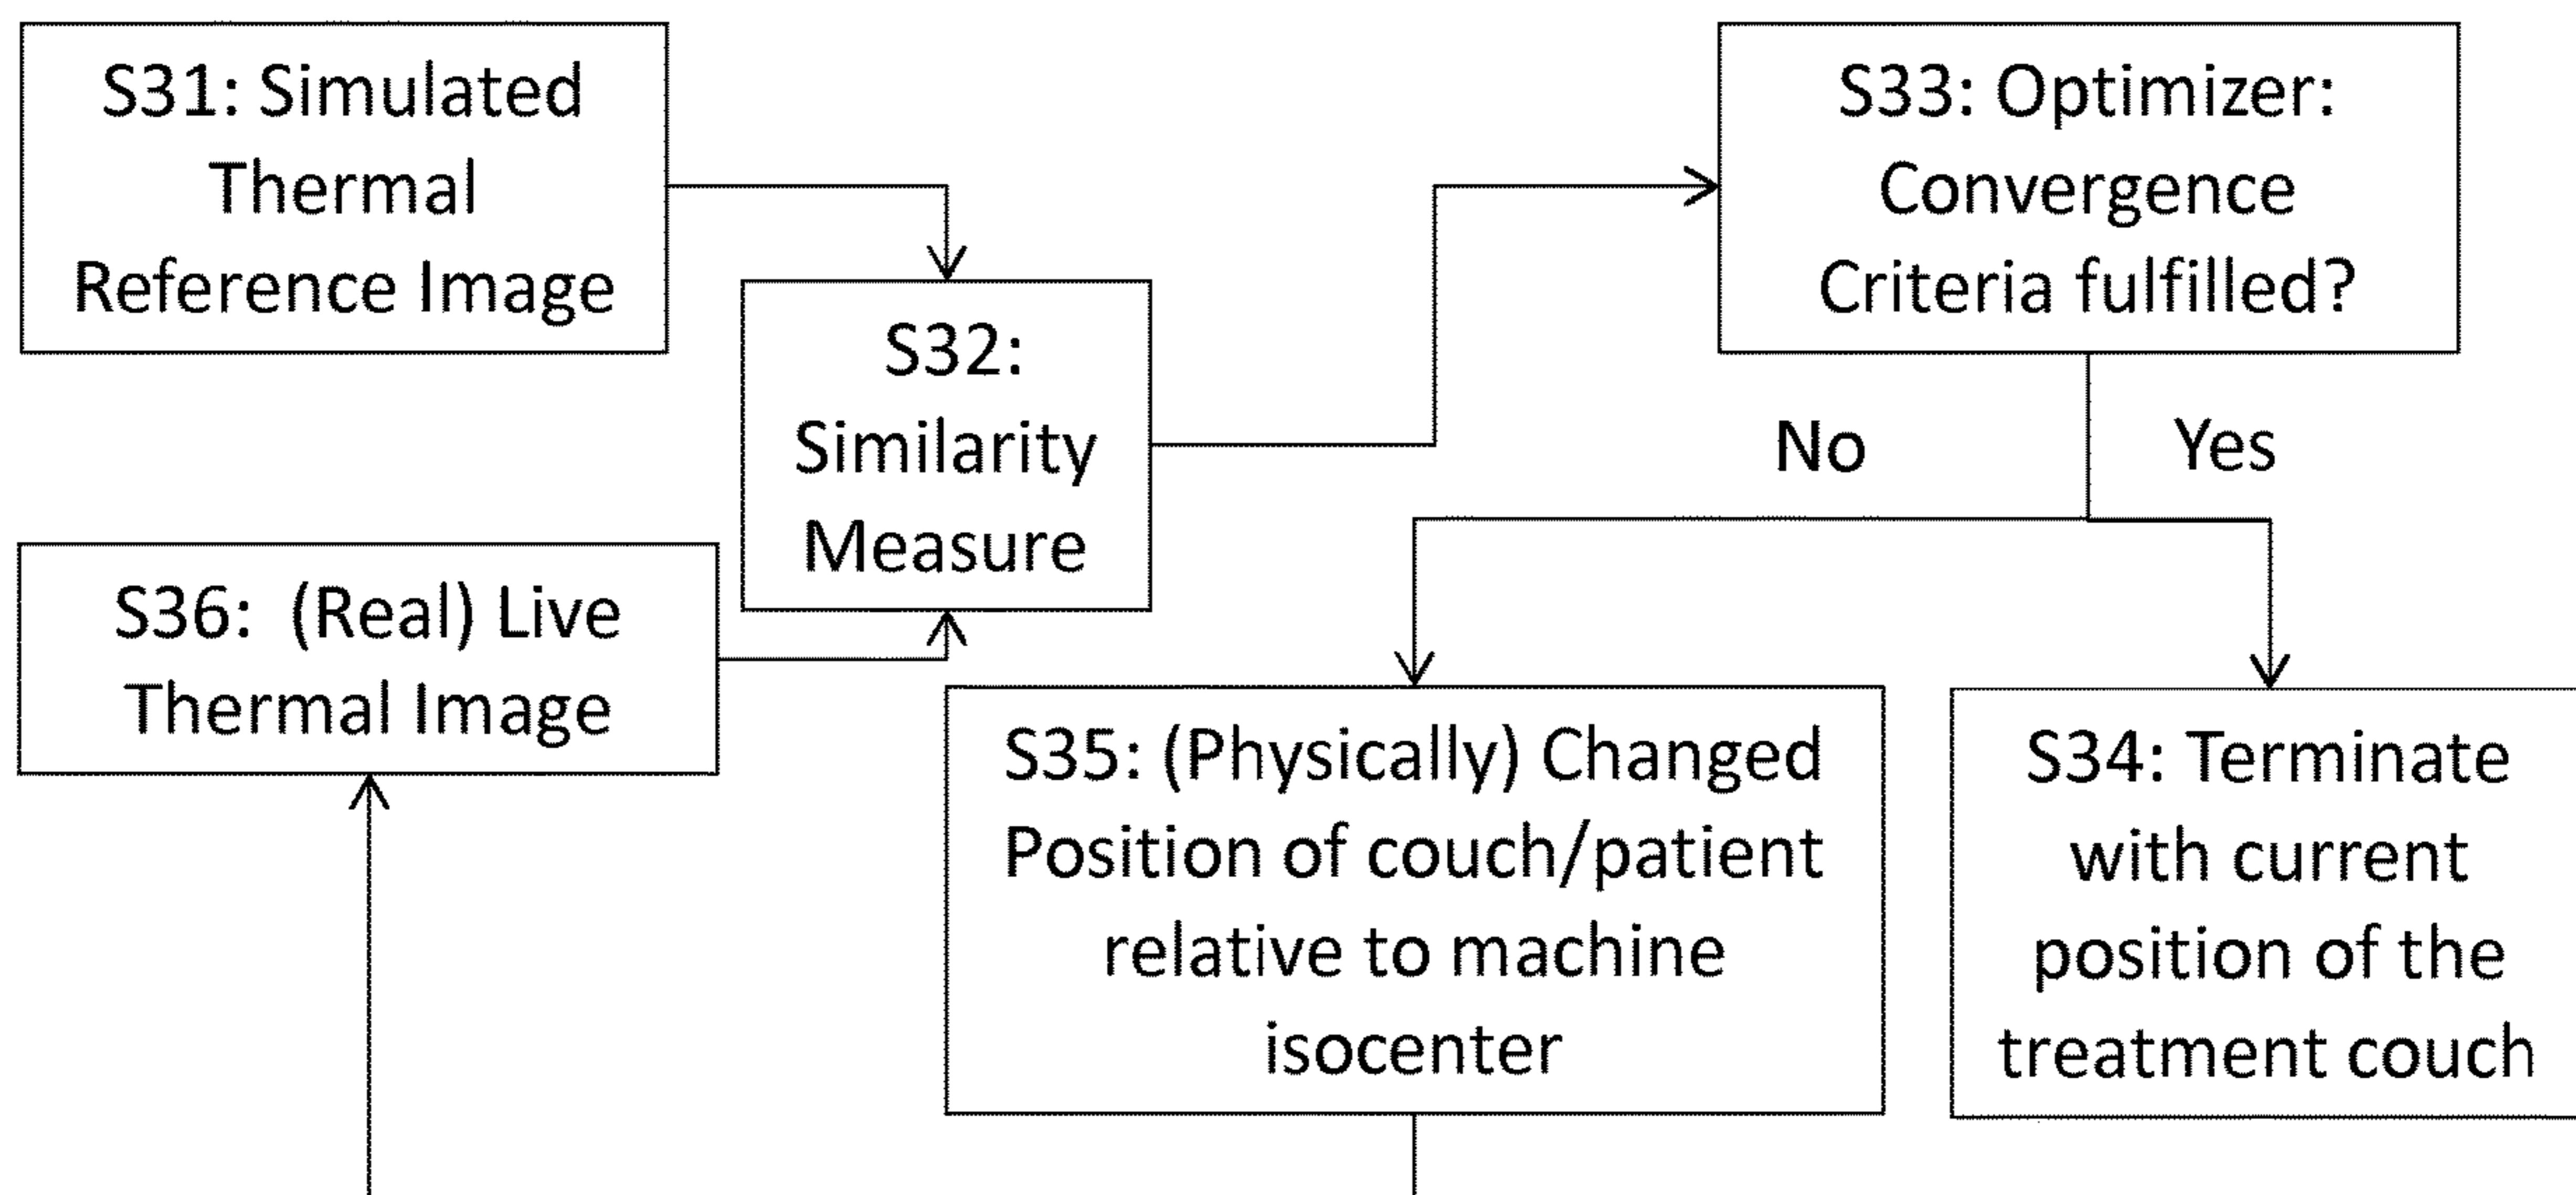 S31: Simulated
Thermal
Reference Image
S32:
Similarity
Measure
S33: Optimizer:
Convergence
Criteria fulfilled?
No
Yes
S36: (Real) Live
Thermal Image
S35: (Physically) Changed
Position of couch/patient
relative to machine
isocenter
S34: Terminate
with current
position of the
treatment couch